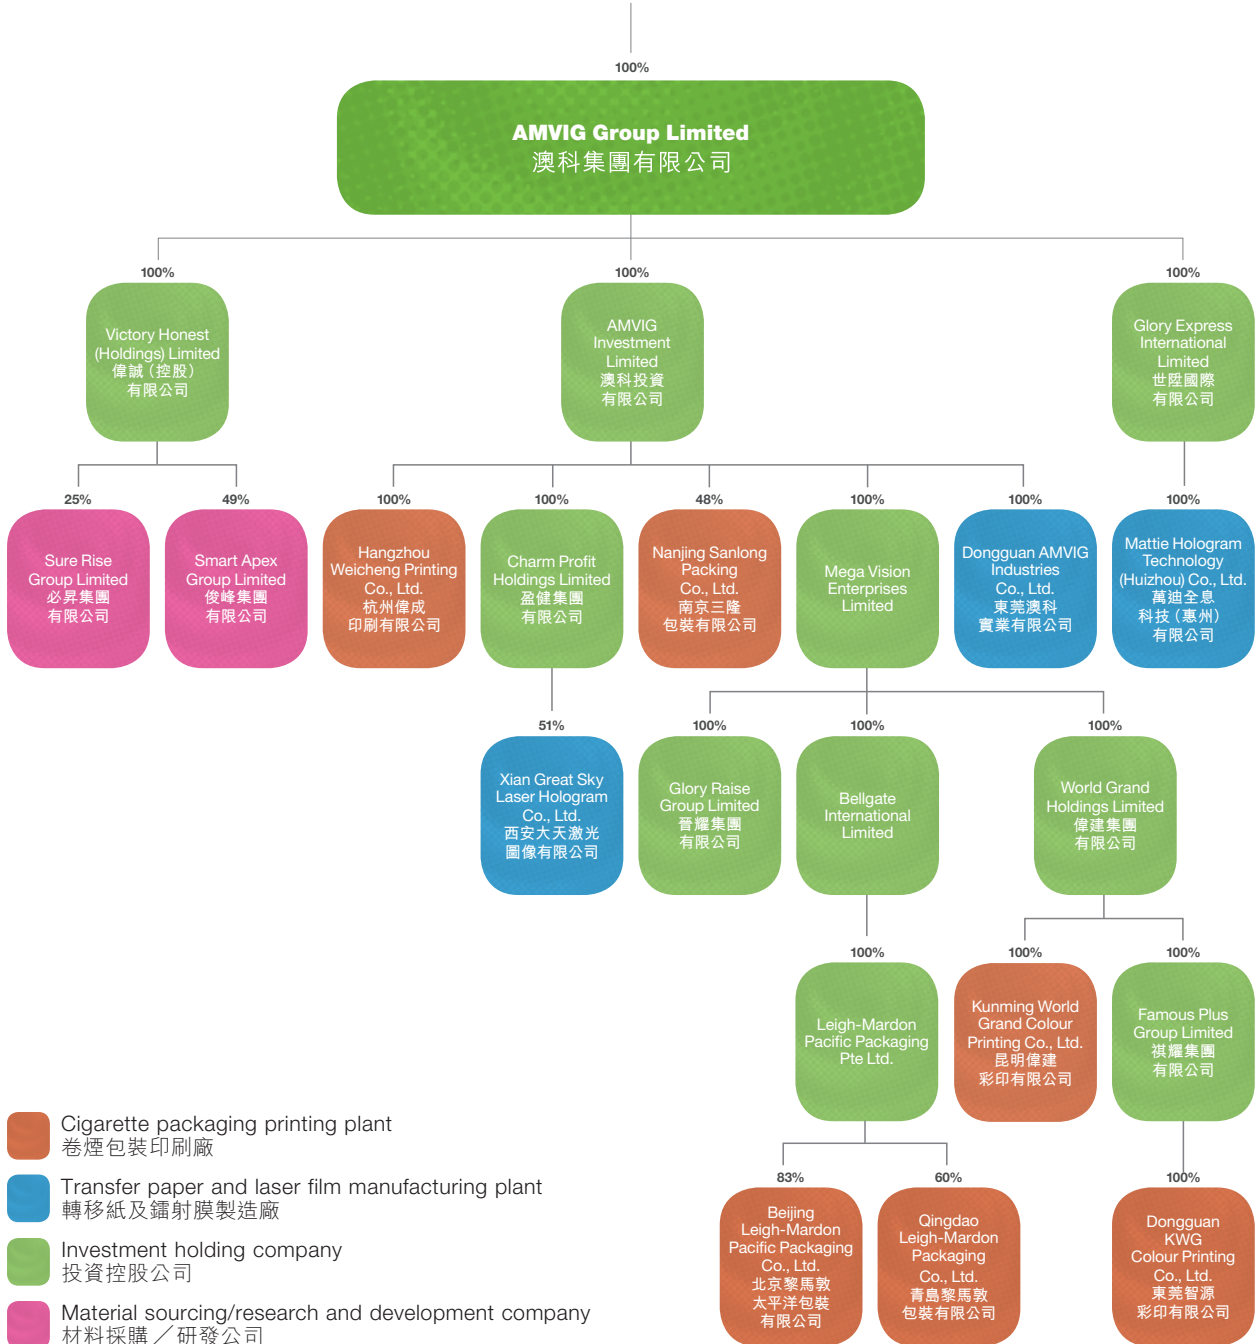 100%
AMVIG Group Limited
澳科集團有限公司
100%
100%
100%
Victory Honest
(Holdings) Limited
偉誠（控股）
有限公司
AMVIG
Investment
Limited
澳科投資
有限公司
Glory Express
International
Limited
世陞國際
有限公司
25%
49%
100%
100%
48%
100%
100%
100%
Sure Rise
Group Limited
必昇集團
有限公司
Smart Apex
Group Limited
俊峰集團
有限公司
Hangzhou
Weicheng Printing
Co., Ltd.
杭州偉成
印刷有限公司
Charm Profit
Holdings Limited
盈健集團
有限公司
Nanjing Sanlong
Packing
Co., Ltd.
南京三隆
包裝有限公司
Mega Vision
Enterprises
Limited
Dongguan AMVIG
Industries
Co., Ltd.
東莞澳科
實業有限公司
Mattie Hologram
Technology
(Huizhou) Co., Ltd.
萬迪全息
科技（惠州）
有限公司
51%
100%
100%
100%
Xian Great Sky
Laser Hologram
Co., Ltd.
西安大天激光
圖像有限公司
Glory Raise
Group Limited
晉耀集團
有限公司
Bellgate
International
Limited
World Grand
Holdings Limited
偉建集團
有限公司
100%
100%
100%
Leigh-Mardon
Pacific Packaging
Pte Ltd.
Kunming World
Grand Colour
Printing Co., Ltd.
昆明偉建
彩印有限公司
Famous Plus
Group Limited
祺耀集團
有限公司
83%
60%
100%
Beijing
Leigh-Mardon
Pacific Packaging
Co., Ltd.
北京黎馬敦
太平洋包裝
有限公司
Qingdao
Leigh-Mardon
Packaging
Co., Ltd.
青島黎馬敦
包裝有限公司
Dongguan
KWG
Colour Printing
Co., Ltd.
東莞智源
彩印有限公司
Cigarette packaging printing plant
卷煙包裝印刷廠
Transfer paper and laser film manufacturing plant
轉移紙及鐳射膜製造廠
Investment holding company
投資控股公司
Material sourcing/research and development company
材料採購／研發公司